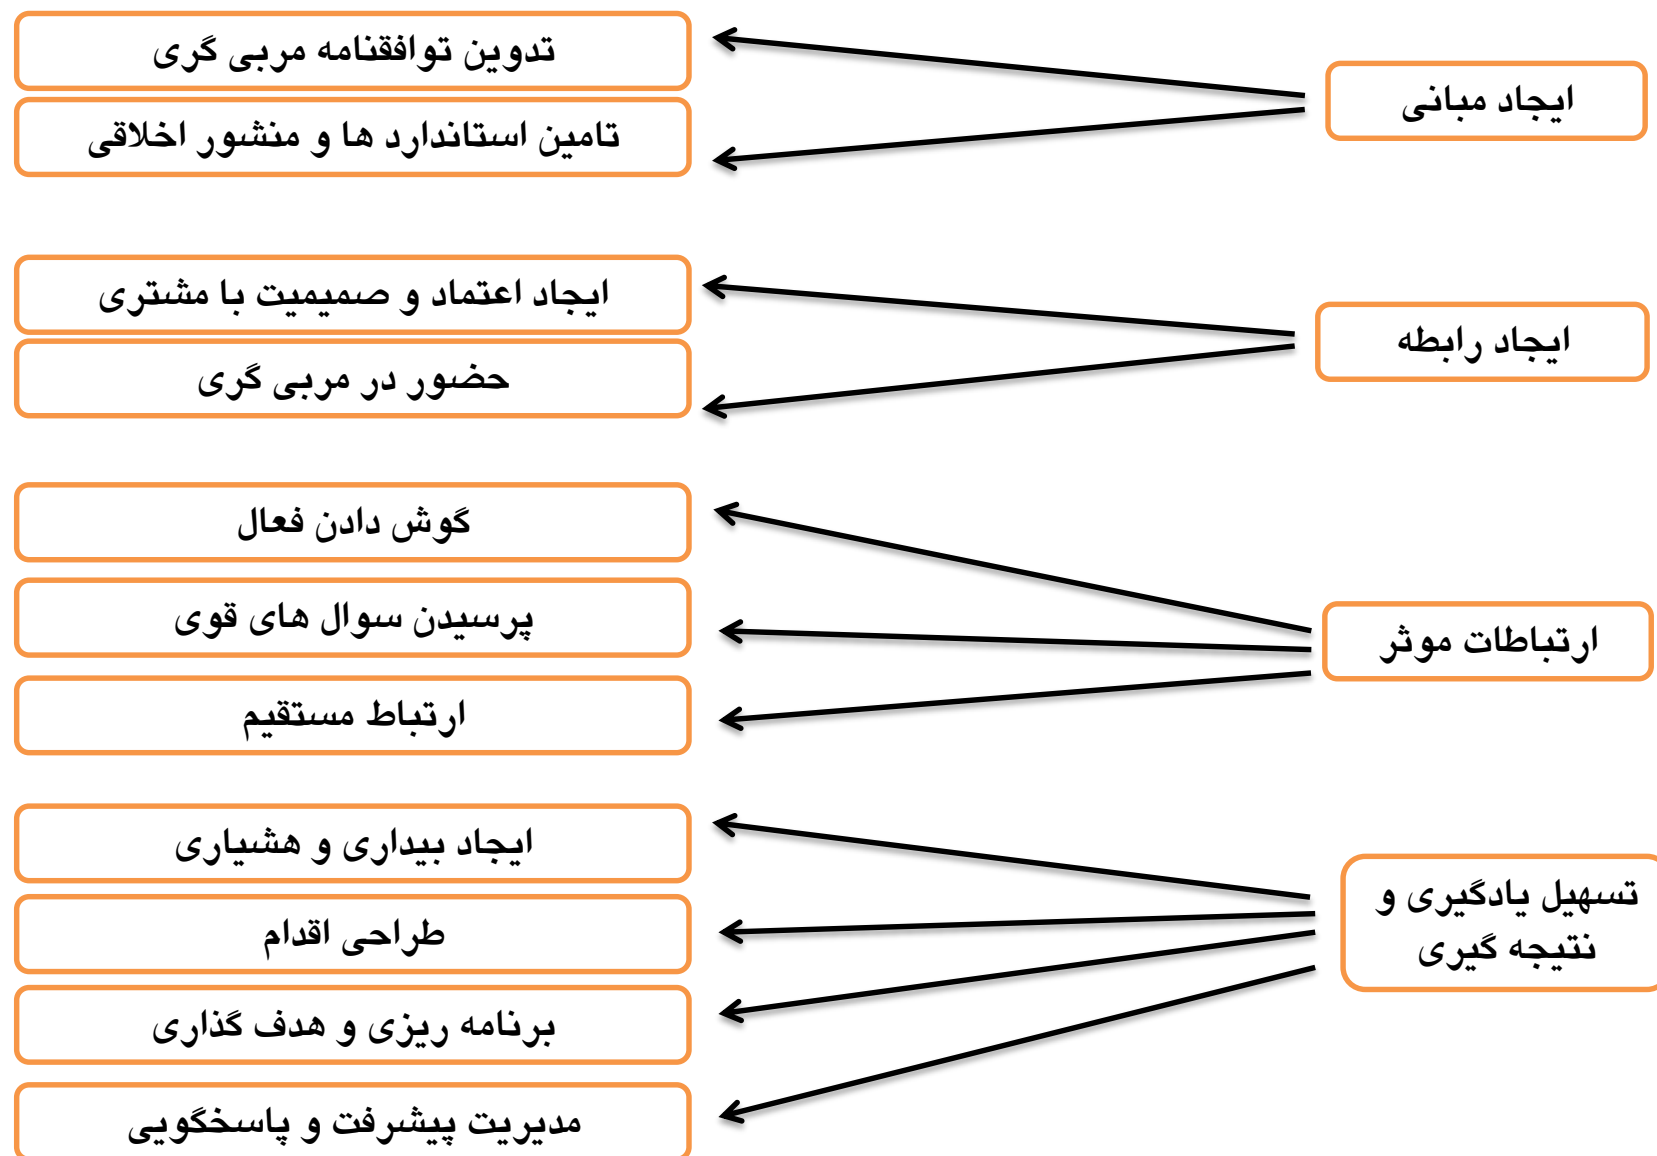 ایجاد مبانی
تدوین توافقنامه مربی گری
تامین استاندارد ها و منشور اخلاقی
ایجاد رابطه
ایجاد اعتماد و صمیمیت با مشتری
حضور در مربی گری
ارتباطات موثر
گوش دادن فعال
پرسیدن سوال های قوی
ارتباط مستقیم
تسهیل یادگیری و
نتیجه گیری
ایجاد بیداری و هشیاری
طراحی اقدام
برنامه ریزی و هدف گذاری
مدیریت پیشرفت و پاسخگویی